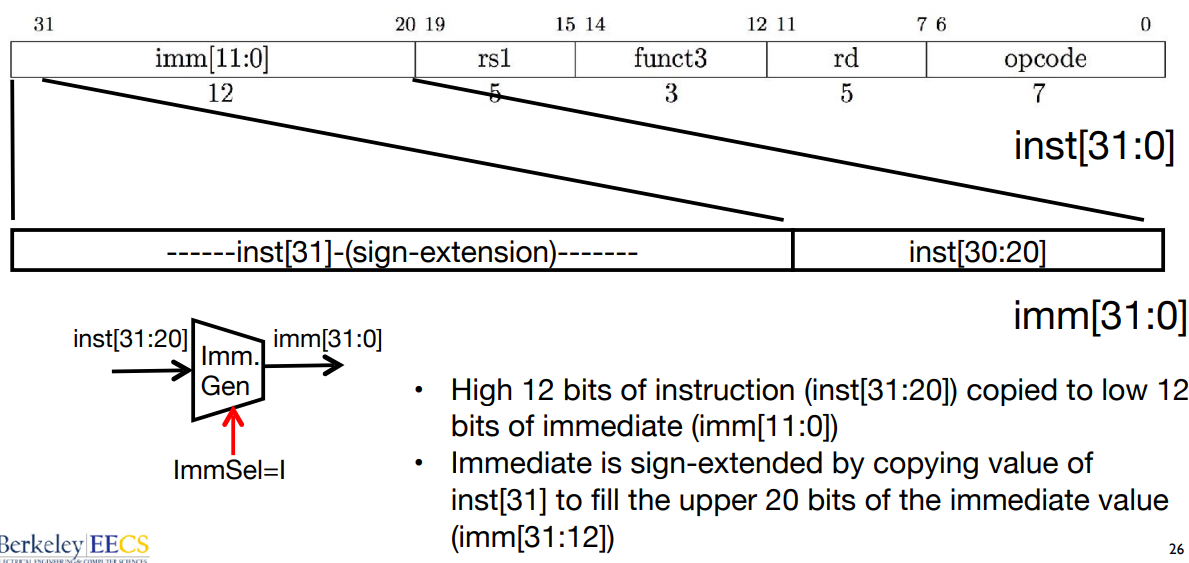 31 20 19 15 14 12 11 7 6 0
imm[11:0] rs1 funct3 rd opcode
12 5 3 5 7
inst[31:0]
------inst[31]-(sign-extension)------- inst[30:20]
imm[31:0]
inst[31:20] imm[31:0]
Imm.
Gen
ImmSel=I
• High 12 bits of instruction (inst[31:20]) copied to low 12
bits of immediate (imm[11:0])
• Immediate is sign-extended by copying value of
inst[31] to fill the upper 20 bits of the immediate value
(imm[31:12])
Berkeley EECS
ELECTRICAL ENGINEERING & COMPUTER SCIENCES
26